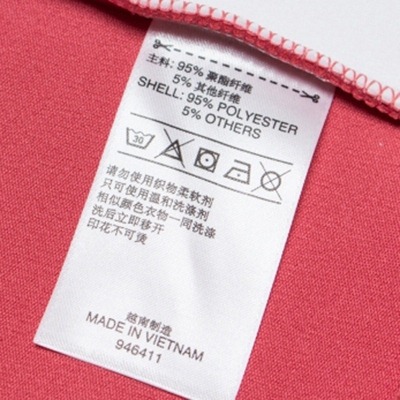 主料: 95% 聚酯纤维
5% 其他纤维
SHELL: 95% POLYESTER
5% OTHERS
30
请勿使用织物柔软剂
只可使用温和洗涤剂
相似颜色衣物一同洗涤
洗后立即移开
印花不可烫
越南制造
MADE IN VIETNAM
946411